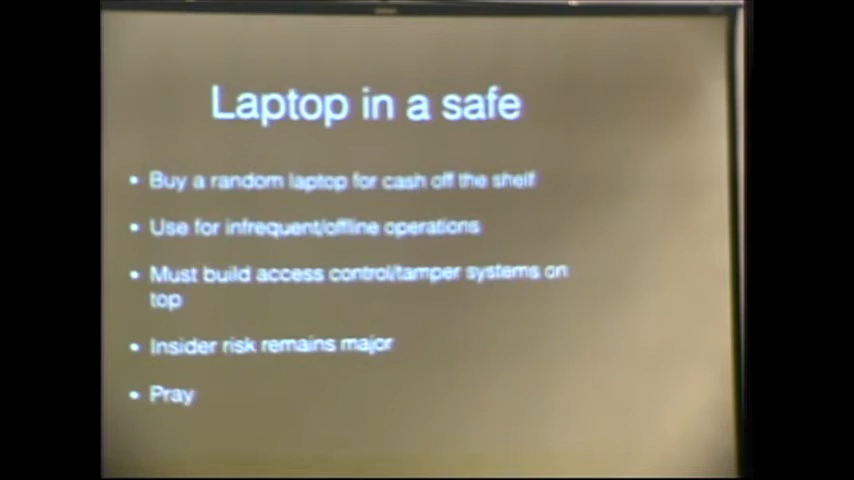 Laptop in a safe
• Buy a random laptop for cash off the shelf
• Use for infrequent/offline operations
• Must build access control/tamper systems on
top
• Insider risk remains major
• Pray